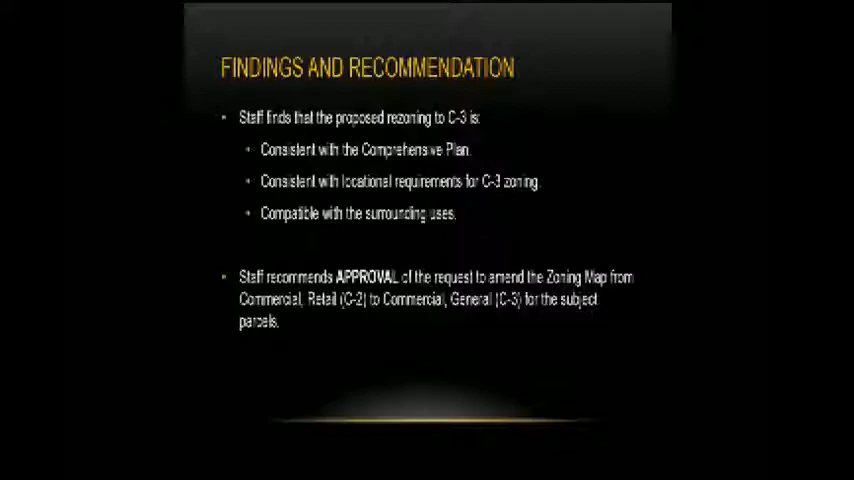 FINDINGS AND RECOMMENDATION
• Staff finds that the proposed rezoning to C-3 is:
• Consistent with the Comprehensive Plan.
• Consistent with locational requirements for C-3 zoning.
• Compatible with the surrounding uses.
• Staff recommends APPROVAL of the request to amend the Zoning Map from
Commercial, Retail (C-2) to Commercial, General (C-3) for the subject
parcels.